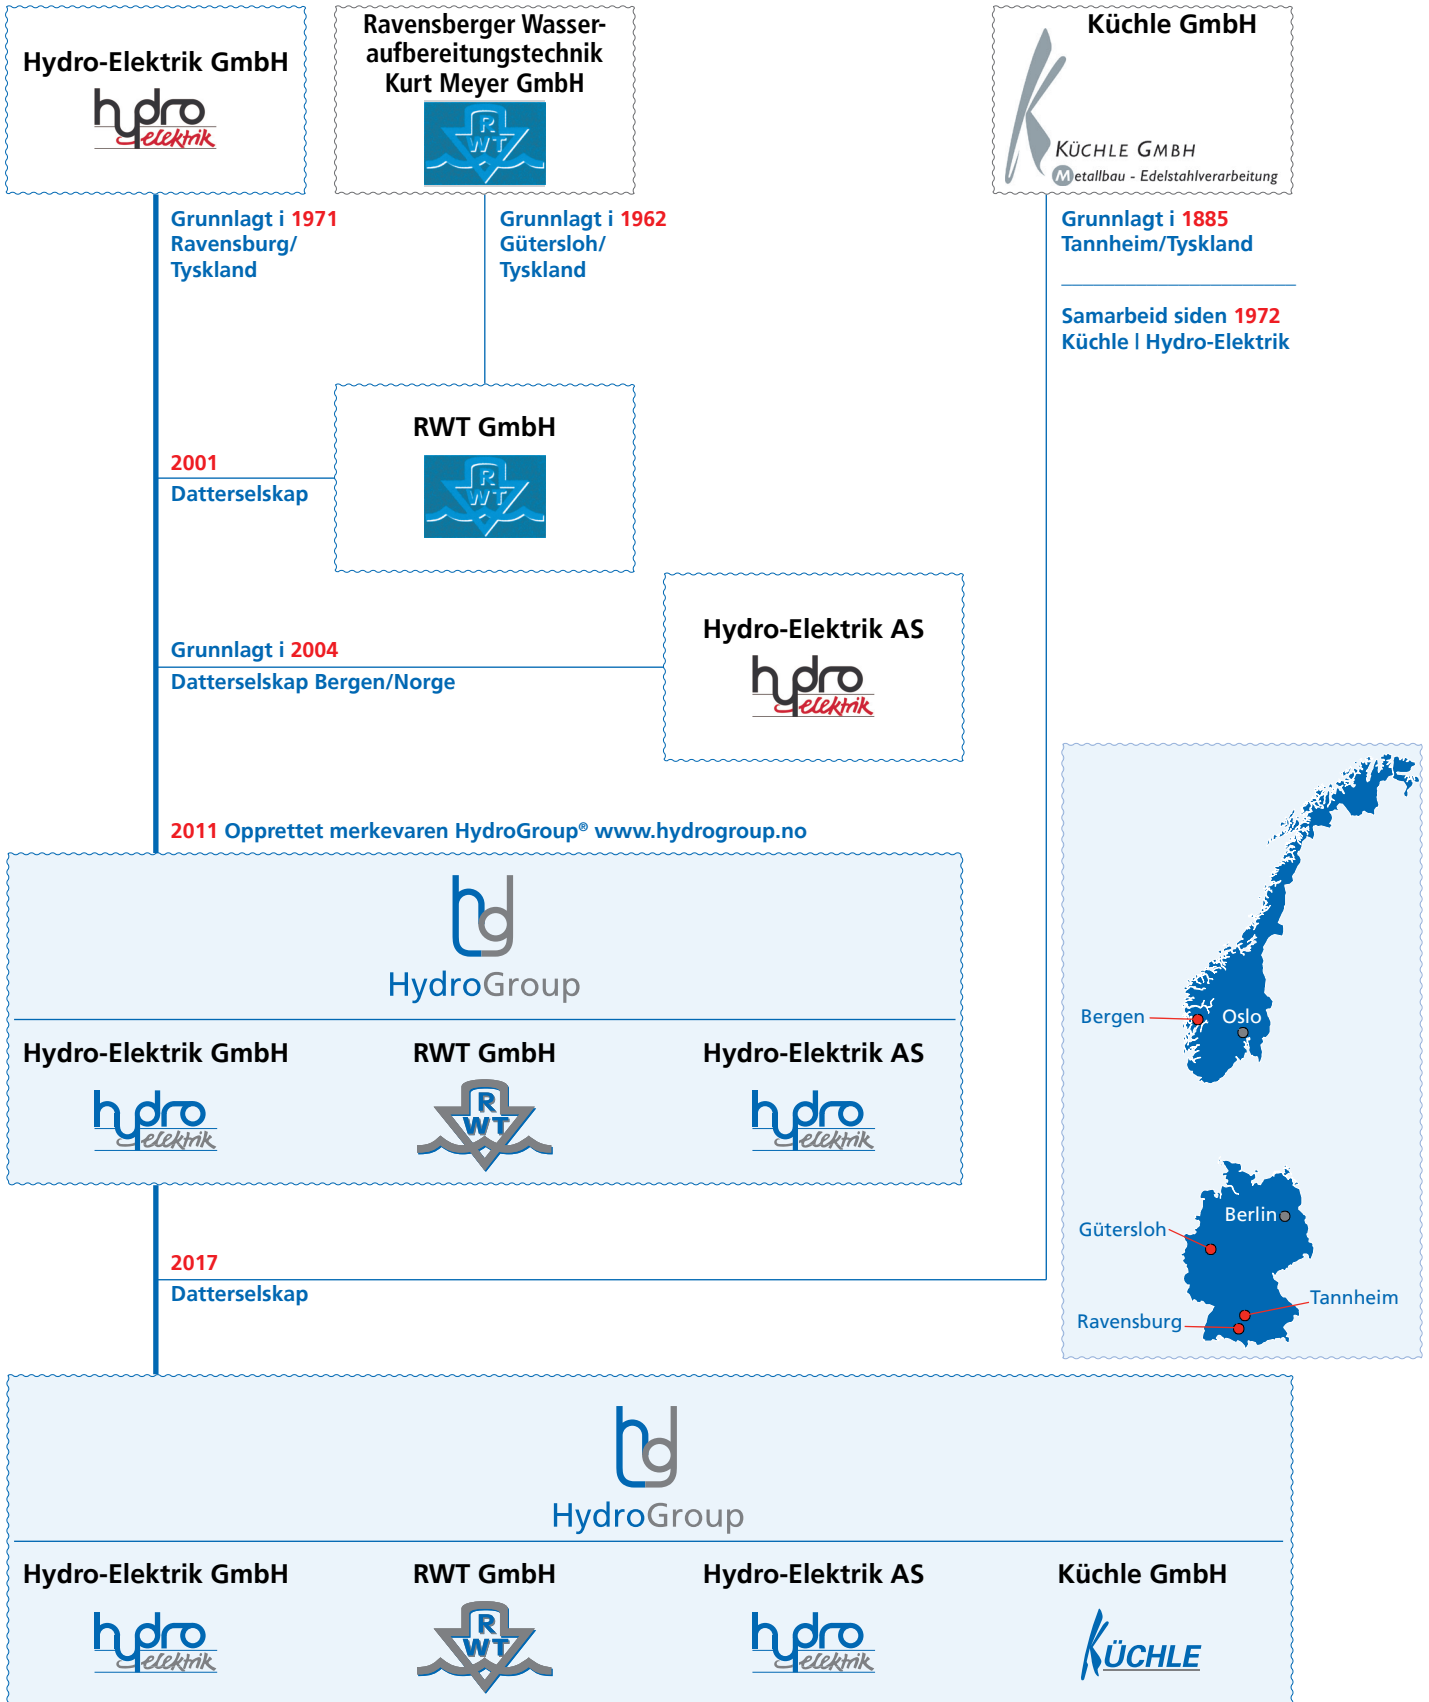 Hydro-Elektrik GmbH
hydro
elektrik
Ravensberger Wasser-
aufbereitungstechnik
Kurt Meyer GmbH
R
WT
Küchle GmbH
KÜCHLE GMBH
Metallbau - Edelstahlverarbeitung
Grunnlagt i 1971
Ravensburg/
Tyskland
Grunnlagt i 1962
Gütersloh/
Tyskland
Grunnlagt i 1885
Tannheim/Tyskland
Samarbeid siden 1972
Küchle | Hydro-Elektrik
RWT GmbH
R
WT
2001
Datterselskap
Hydro-Elektrik AS
hydro
elektrik
Grunnlagt i 2004
Datterselskap Bergen/Norge
2011 Opprettet merkevaren HydroGroup® www.hydrogroup.no
HydroGroup
Hydro-Elektrik GmbH
hydro
elektrik
RWT GmbH
R
WT
Hydro-Elektrik AS
hydro
elektrik
Bergen
Oslo
Berlin
Gütersloh
Tannheim
Ravensburg
2017
Datterselskap
HydroGroup
Hydro-Elektrik GmbH
hydro
elektrik
RWT GmbH
R
WT
Hydro-Elektrik AS
hydro
elektrik
Küchle GmbH
KÜCHLE